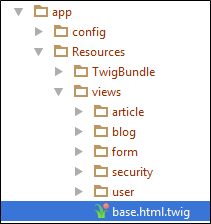 app
config
Resources
TwigBundle
views
article
blog
form
security
user
base.html.twig